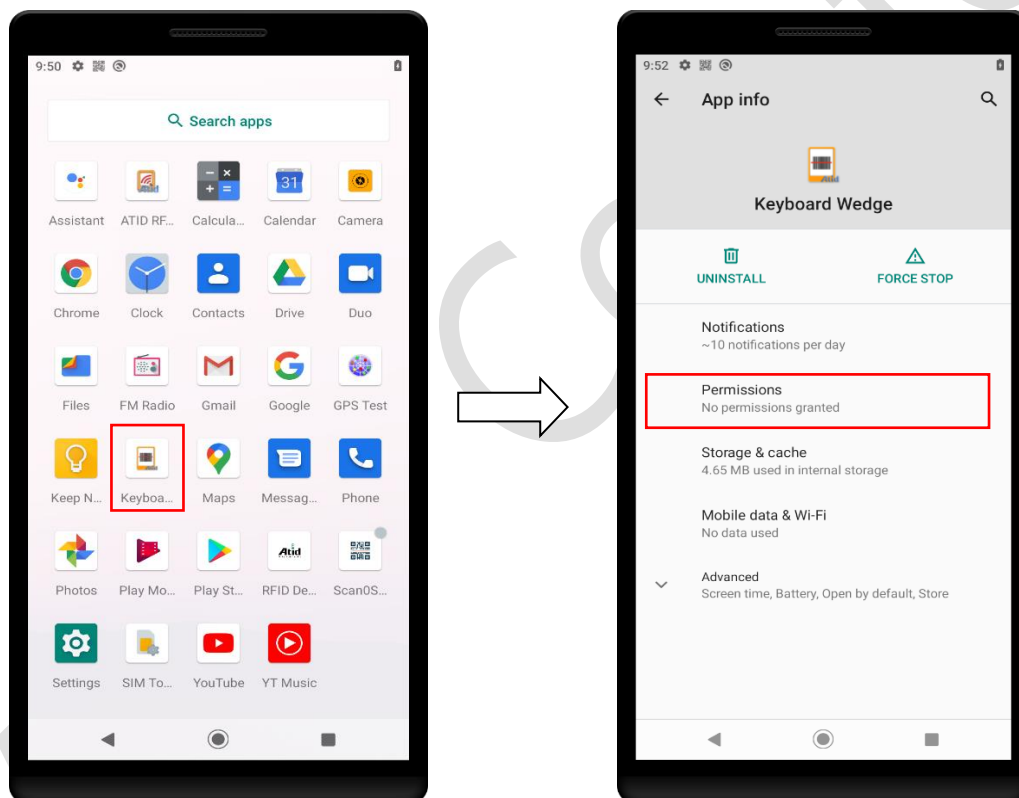 9:50
Search apps
Assistant ATID RF... Calcula... Calendar Camera
Chrome Clock Contacts Drive Duo
Files FM Radio Gmail Google GPS Test
Keep N... Keyboa... Maps Messag... Phone
Photos Play Mo... Play St... RFID De... Scan0S...
Settings SIM To... YouTube YT Music
31
Atid
9:52
App info
Atid
Keyboard Wedge
UNINSTALL FORCE STOP
Notifications
~10 notifications per day
Permissions
No permissions granted
Storage & cache
4.65 MB used in internal storage
Mobile data & Wi-Fi
No data used
Advanced
Screen time, Battery, Open by default, Store